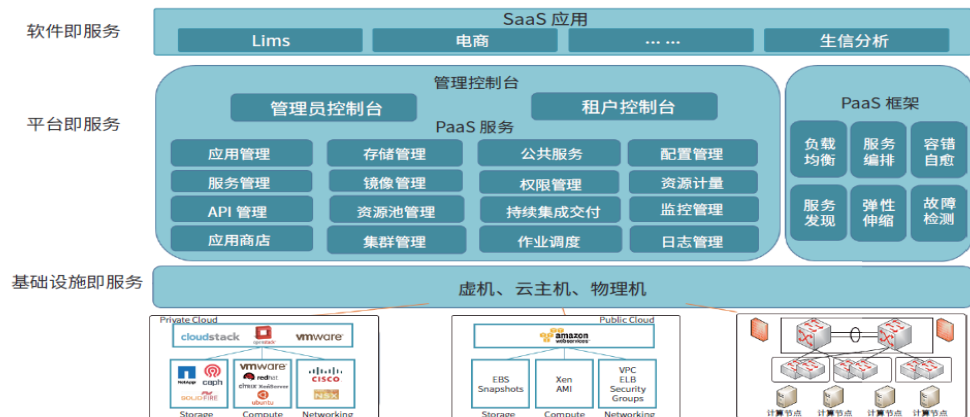 SaaS 应用
软件即服务
Lims
电商
... ...
生信分析
管理控制台
管理员控制台
租户控制台
平台即服务
PaaS 服务
应用管理
存储管理
公共服务
配置管理
服务管理
镜像管理
权限管理
资源计量
API 管理
资源池管理
持续集成交付
监控管理
应用商店
集群管理
作业调度
日志管理
PaaS 框架
负载
均衡
服务
编排
容错
自愈
服务
发现
弹性
伸缩
故障
检测
基础设施即服务
虚机、云主机、物理机
Private Cloud
cloudstack
openstack
vmware
NetApp
caph
SOLIDFIRE
Storage
vmware
redhat
CITRIX XenServer
ubuntu
Compute
CISCO
NSX
Networking
Public Cloud
amazon
webservices
EBS
Snapshots
Storage
Xen
AMI
Compute
VPC
ELB
Security
Groups
Networking
计算节点
计算节点
计算节点
计算节点